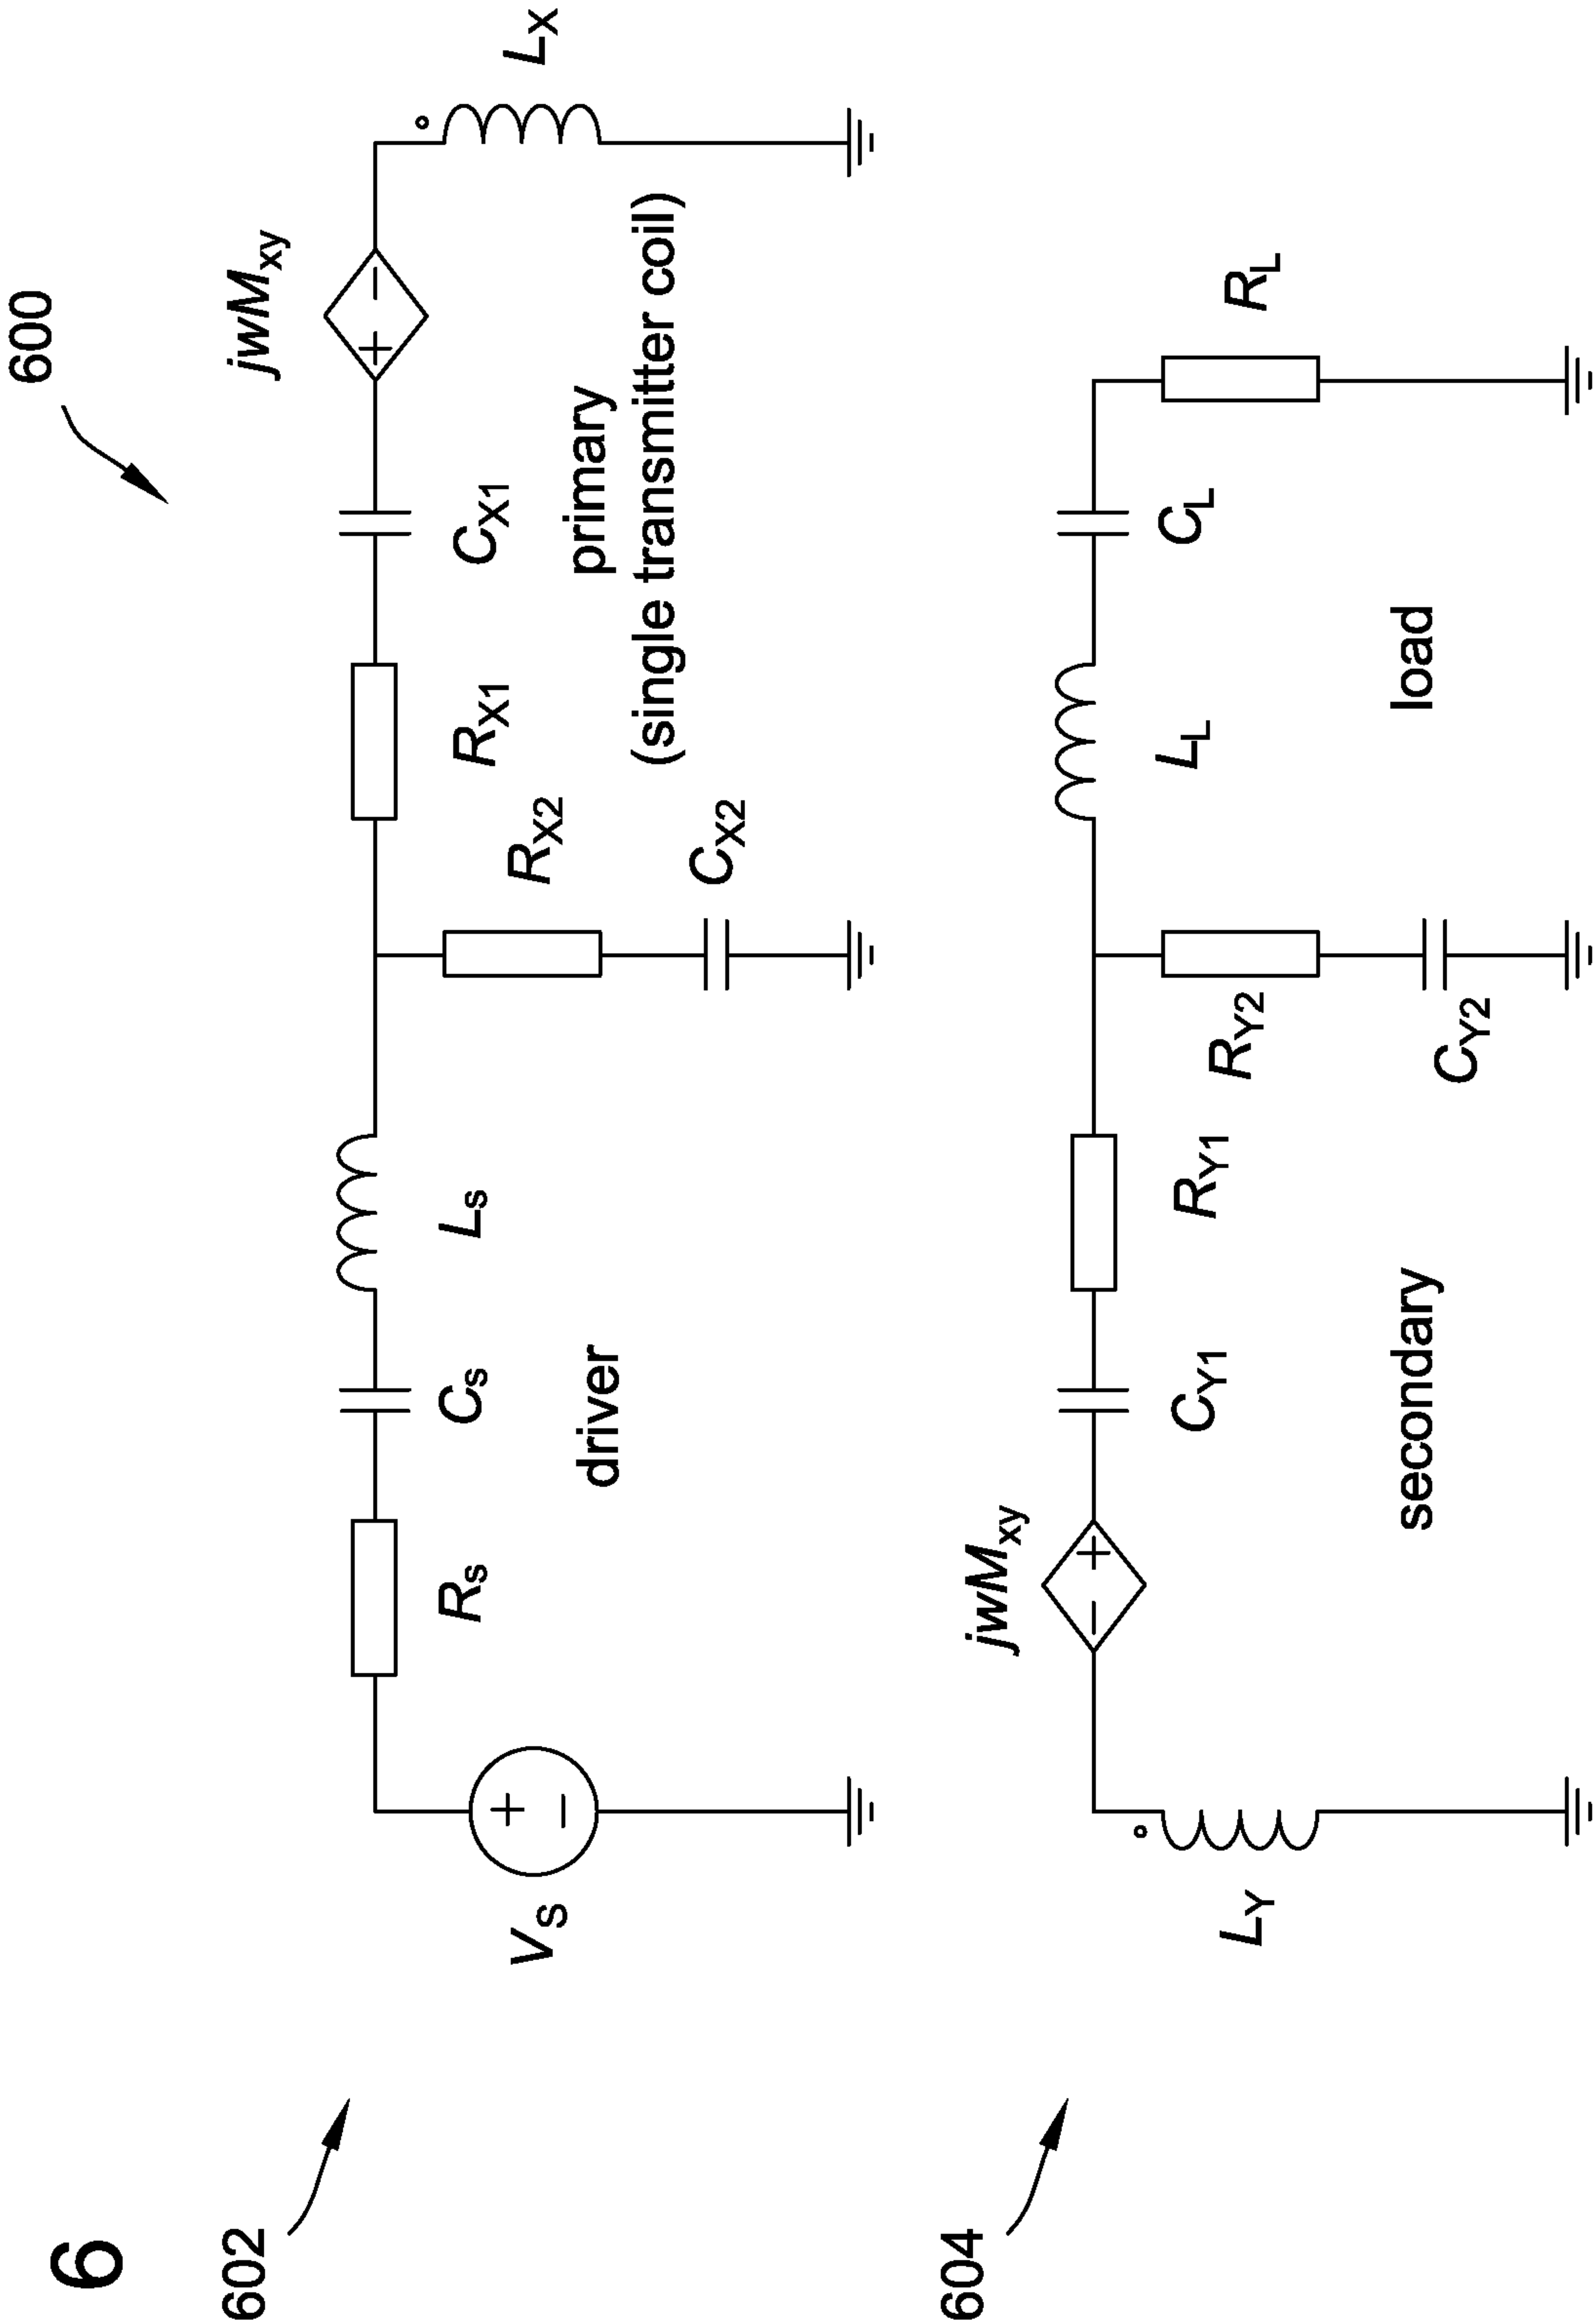 6
600
602
jwMxy
LX
VS
+
−
Rs
Cs
Ls
RX1
CX1
+ −
RX2
CX2
driver
primary
(single transmitter coil)
604
jwMxy
− +
LY
CY1
RY1
RY2
CY2
LL
CL
RL
secondary
load